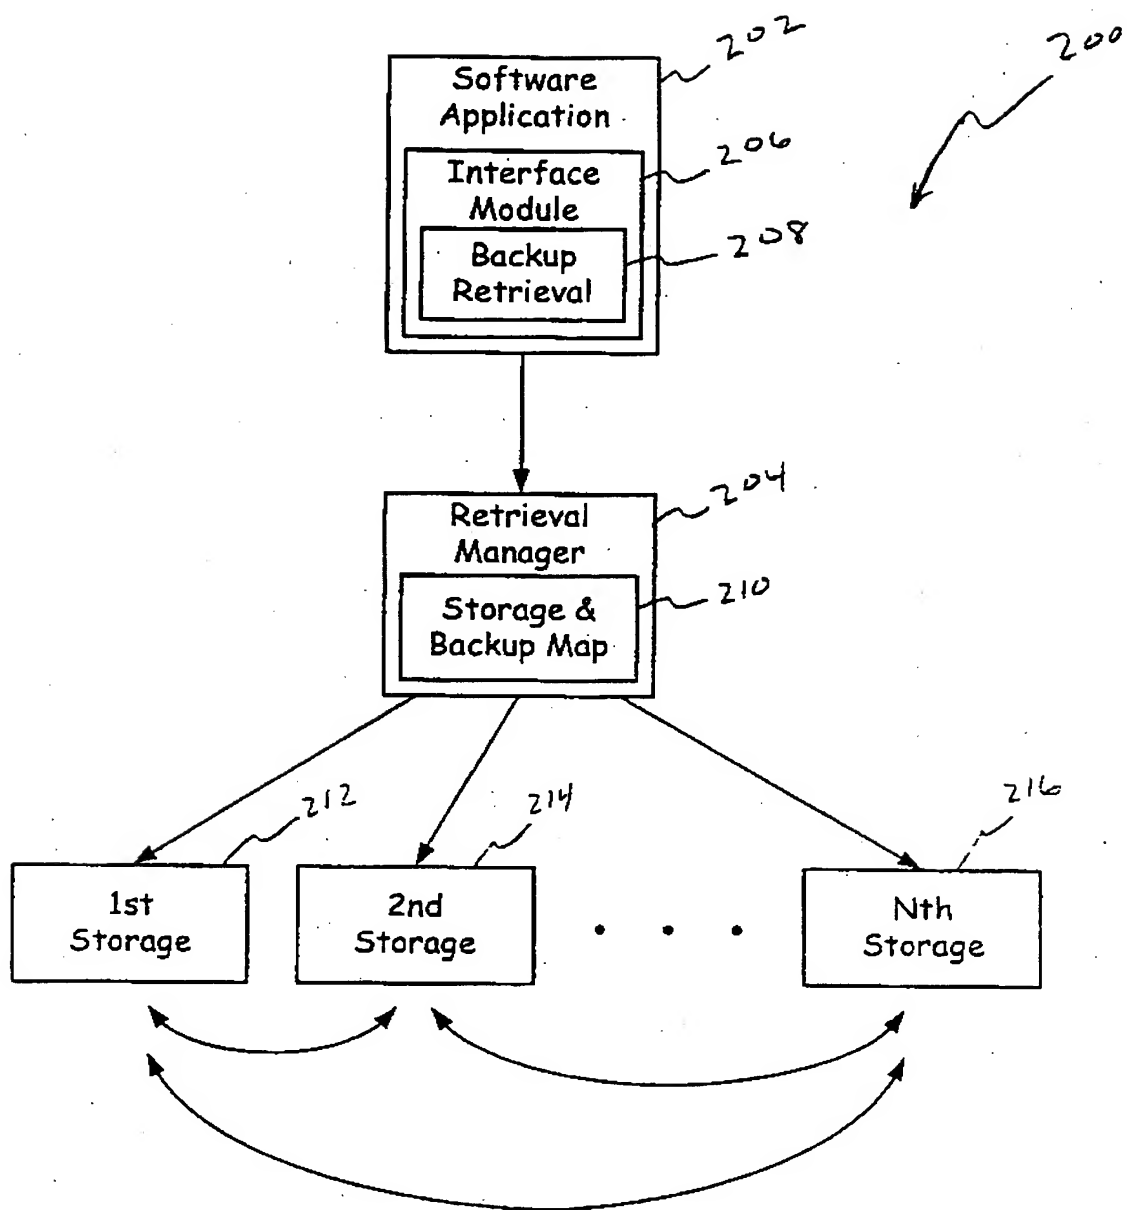 202
200
Software
Application
206
Interface
Module
208
Backup
Retrieval
204
Retrieval
Manager
210
Storage &
Backup Map
212
214
216
1st
Storage
2nd
Storage
. . .
Nth
Storage